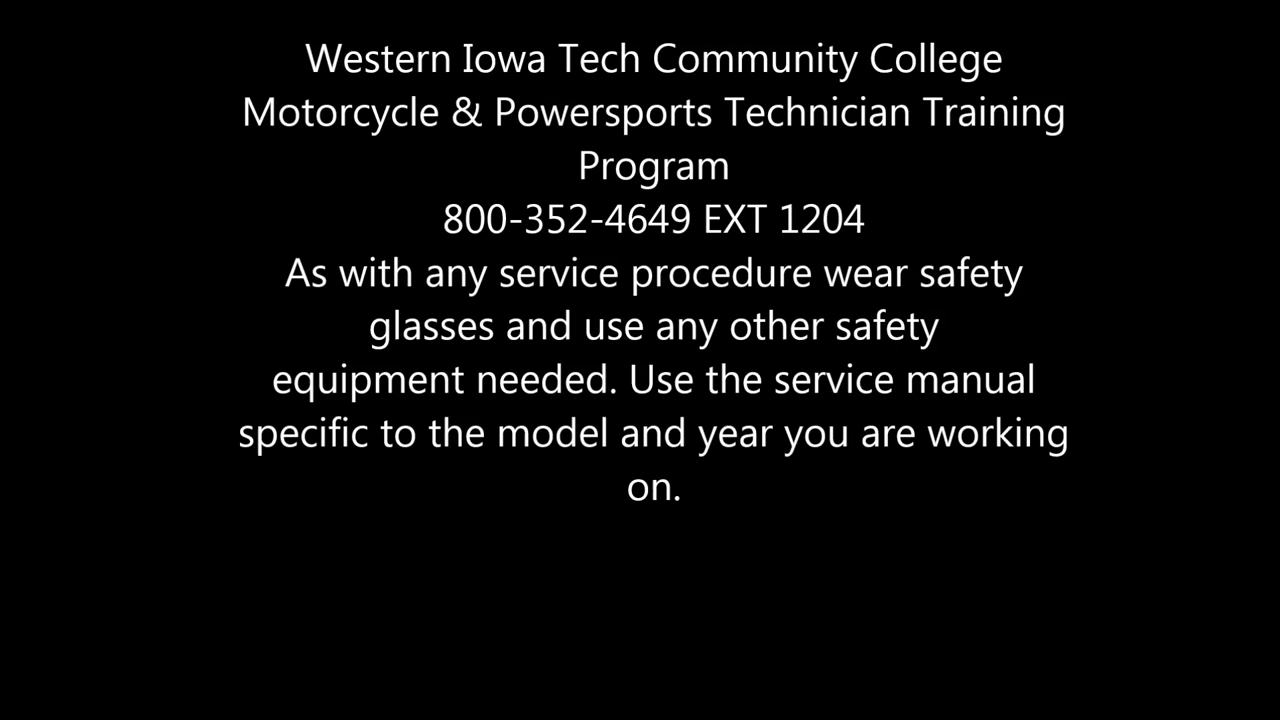 Western Iowa Tech Community College
Motorcycle & Powersports Technician Training
Program
800-352-4649 EXT 1204
As with any service procedure wear safety
glasses and use any other safety
equipment needed. Use the service manual
specific to the model and year you are working
on.